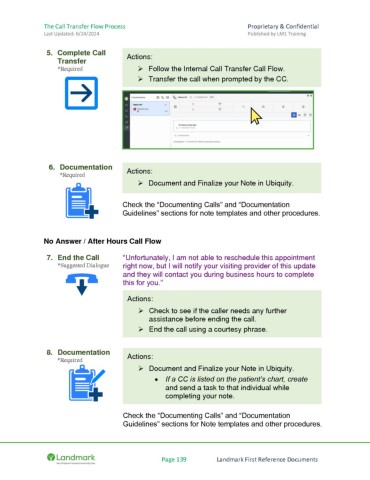 The Call Transfer Flow Process
Proprietary & Confidential
Last Updated: 6/24/2024
Published by LM1 Training
5. Complete Call
Transfer
*Required
Actions:
➢ Follow the Internal Call Transfer Call Flow.
➢ Transfer the call when prompted by the CC.
6. Documentation
*Required
Actions:
➢ Document and Finalize your Note in Ubiquity.
Check the “Documenting Calls” and “Documentation
Guidelines” sections for note templates and other procedures.
No Answer / After Hours Call Flow
7. End the Call
*Suggested Dialogue
“Unfortunately, I am not able to reschedule this appointment
right now, but I will notify your visiting provider of this update
and they will contact you during business hours to complete
this for you.”
Actions:
➢ Check to see if the caller needs any further
assistance before ending the call.
➢ End the call using a courtesy phrase.
8. Documentation
*Required
Actions:
➢ Document and Finalize your Note in Ubiquity.
• If a CC is listed on the patient’s chart, create
and send a task to that individual while
completing your note.
Check the “Documenting Calls” and “Documentation
Guidelines” sections for Note templates and other procedures.
Landmark
Page 139
Landmark First Reference Documents